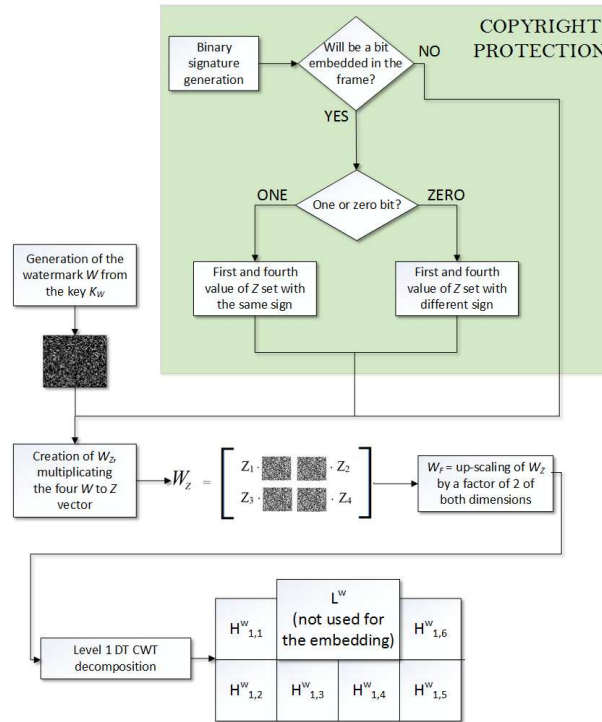 COPYRIGHT
PROTECTION
Binary
signature
generation
Will be a bit
embedded in the
frame?
NO
YES
One or zero bit?
ONE
ZERO
First and fourth
value of Z set with
the same sign
First and fourth
value of Z set with
different sign
Generation of the
watermark W from
the key K_W
Creation of W_Z,
multiplicating
the four W to Z
vector
W_Z =
Z_1 · · Z_2
Z_3 · · Z_4
W_F = up-scaling of W_Z
by a factor of 2 of
both dimensions
Level 1 DT CWT
decomposition
L^w
(not used for
the embedding)
H^w_1,1
H^w_1,6
H^w_1,2
H^w_1,3
H^w_1,4
H^w_1,5